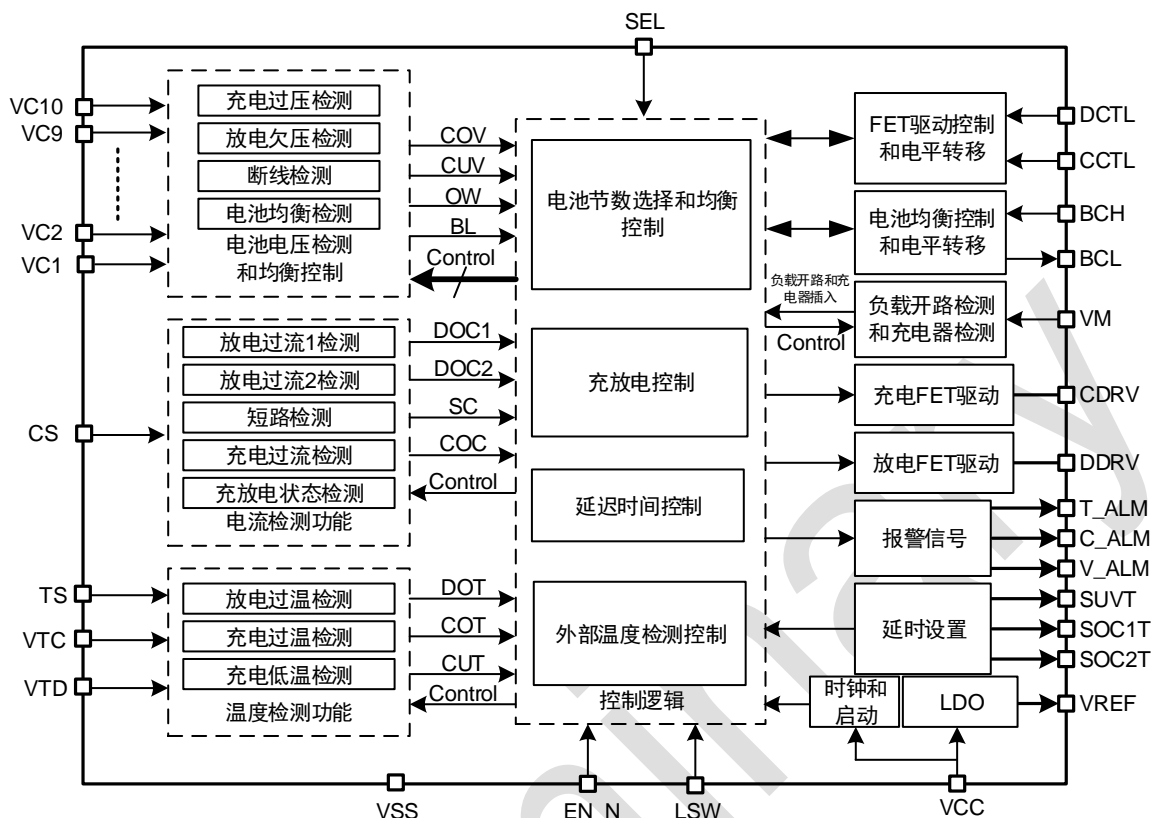 SEL
VC10
VC9
VC2
VC1
充电过压检测
放电欠压检测
断线检测
电池均衡检测
电池电压检测
和均衡控制
COV
CUV
OW
BL
Control
电池节数选择和均衡
控制
FET驱动控制
和电平转移
DCTL
CCTL
电池均衡控制
和电平转移
BCH
BCL
负载开路和充
电器插入
Control
负载开路检测
和充电器检测
VM
CS
放电过流1检测
放电过流2检测
短路检测
充电过流检测
充放电状态检测
电流检测功能
DOC1
DOC2
SC
COC
Control
充放电控制
延迟时间控制
充电FET驱动
CDRV
放电FET驱动
DDRV
报警信号
T_ALM
C_ALM
V_ALM
TS
VTC
VTD
放电过温检测
充电过温检测
充电低温检测
温度检测功能
DOT
COT
CUT
Control
外部温度检测控制
控制逻辑
延时设置
SUVT
SOC1T
SOC2T
时钟和
启动
LDO
VREF
VSS
EN_N
LSW
VCC